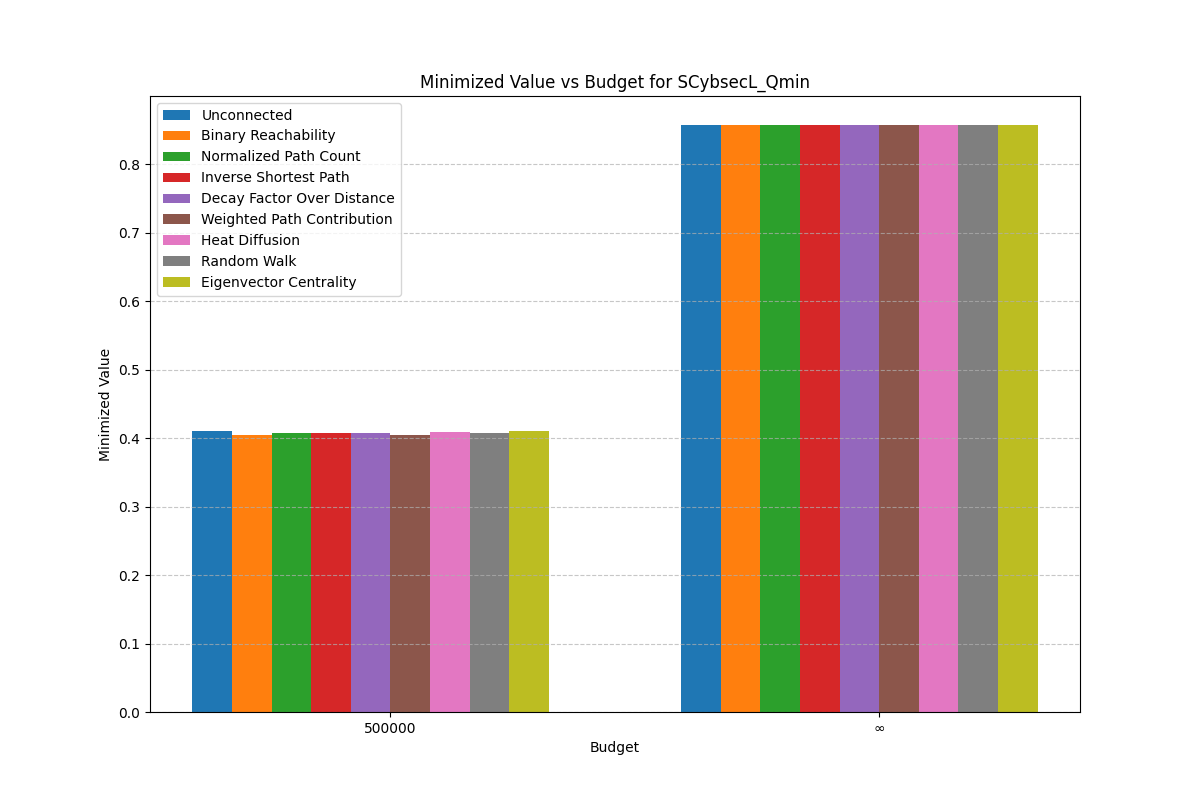 Minimized Value vs Budget for SCybsecL_Qmin
Unconnected
Binary Reachability
Normalized Path Count
Inverse Shortest Path
Decay Factor Over Distance
Weighted Path Contribution
Heat Diffusion
Random Walk
Eigenvector Centrality
Minimized Value
0.8
0.7
0.6
0.5
0.4
0.3
0.2
0.1
0.0
500000
∞
Budget